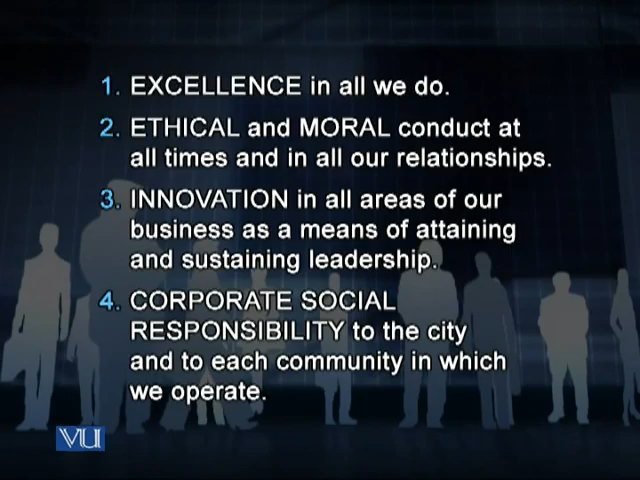 1. EXCELLENCE in all we do.
2. ETHICAL and MORAL conduct at
all times and in all our relationships.
3. INNOVATION in all areas of our
business as a means of attaining
and sustaining leadership.
4. CORPORATE SOCIAL
RESPONSIBILITY to the city
and to each community in which
we operate.
VU